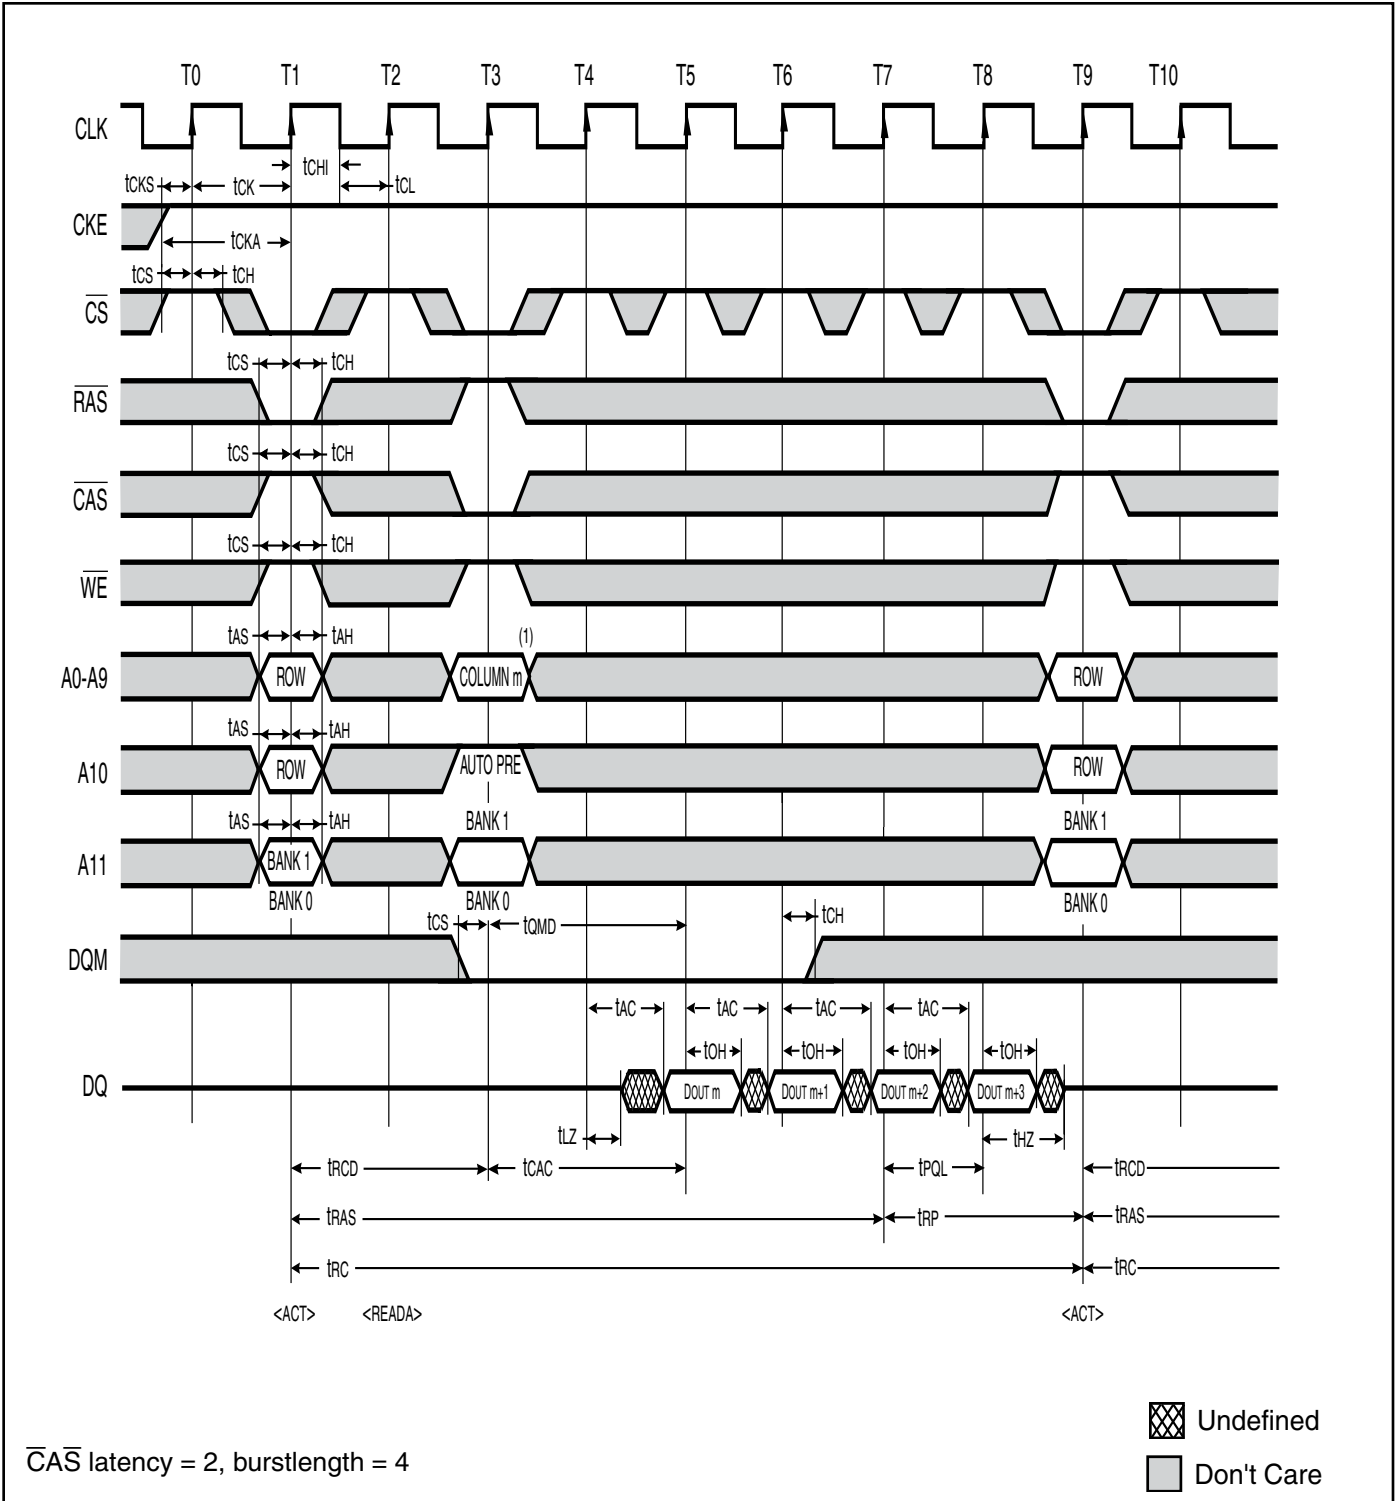 T0 T1 T2 T3 T4 T5 T6 T7 T8 T9 T10
CLK
tCHI
tCKS tCK tCL
CKE
tCKA
tCS tCH
CS
tCS tCH
RAS
tCS tCH
CAS
tCS tCH
WE
tAS tAH (1)
A0-A9 ROW COLUMN m ROW
tAS tAH
A10 ROW AUTO PRE ROW
tAS tAH BANK 1 BANK 1
A11 BANK 1
BANK 0 BANK 0 BANK 0
tCS tQMD tCH
DQM
tAC tAC tAC tAC
tOH tOH tOH tOH
DQ DOUT m DOUT m+1 DOUT m+2 DOUT m+3
tLZ tHZ
tRCD tCAC tPQL tRCD
tRAS tRP tRAS
tRC tRC
<ACT> <READA> <ACT>
Undefined
CAS latency = 2, burstlength = 4
Don't Care